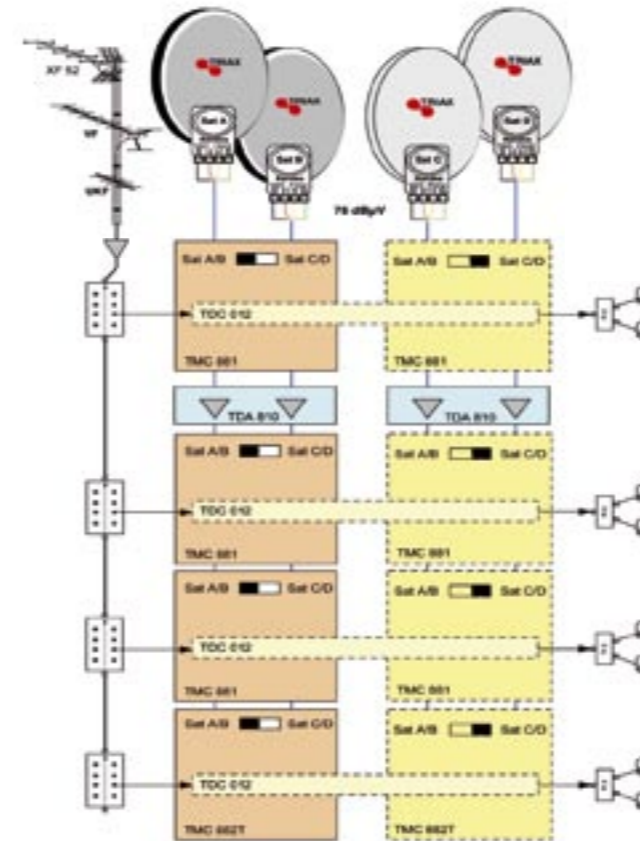 XF 52
VF
UKF
TRIAX
TRIAX
TRIAX
TRIAX
Sat A
Sat B
Sat C
Sat D
75 dBµV
Sat A/B Sat C/D
Sat A/B Sat C/D
TDC 012
TMC 881
TMC 881
TDA 810
TDA 810
Sat A/B Sat C/D
Sat A/B Sat C/D
TDC 012
TMC 881
TMC 881
Sat A/B Sat C/D
Sat A/B Sat C/D
TDC 012
TMC 881
TMC 881
Sat A/B Sat C/D
Sat A/B Sat C/D
TDC 012
TMC 882T
TMC 882T